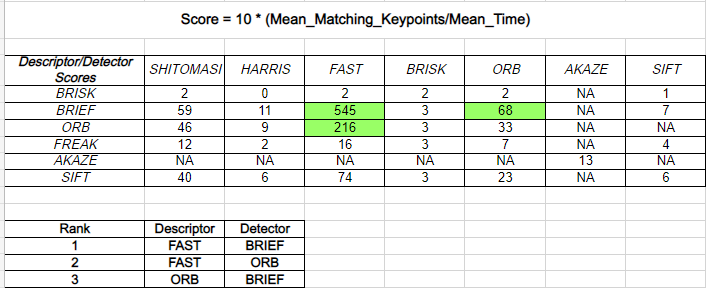 Score = 10 * (Mean_Matching_Keypoints/Mean_Time)
Descriptor/Detector Scores SHITOMASI HARRIS FAST BRISK ORB AKAZE SIFT
BRISK 2 0 2 2 2 NA 1
BRIEF 59 11 545 3 68 NA 7
ORB 46 9 216 3 33 NA NA
FREAK 12 2 16 3 7 NA 4
AKAZE NA NA NA NA NA 13 NA
SIFT 40 6 74 3 23 NA 6
Rank Descriptor Detector
1 FAST BRIEF
2 FAST ORB
3 ORB BRIEF